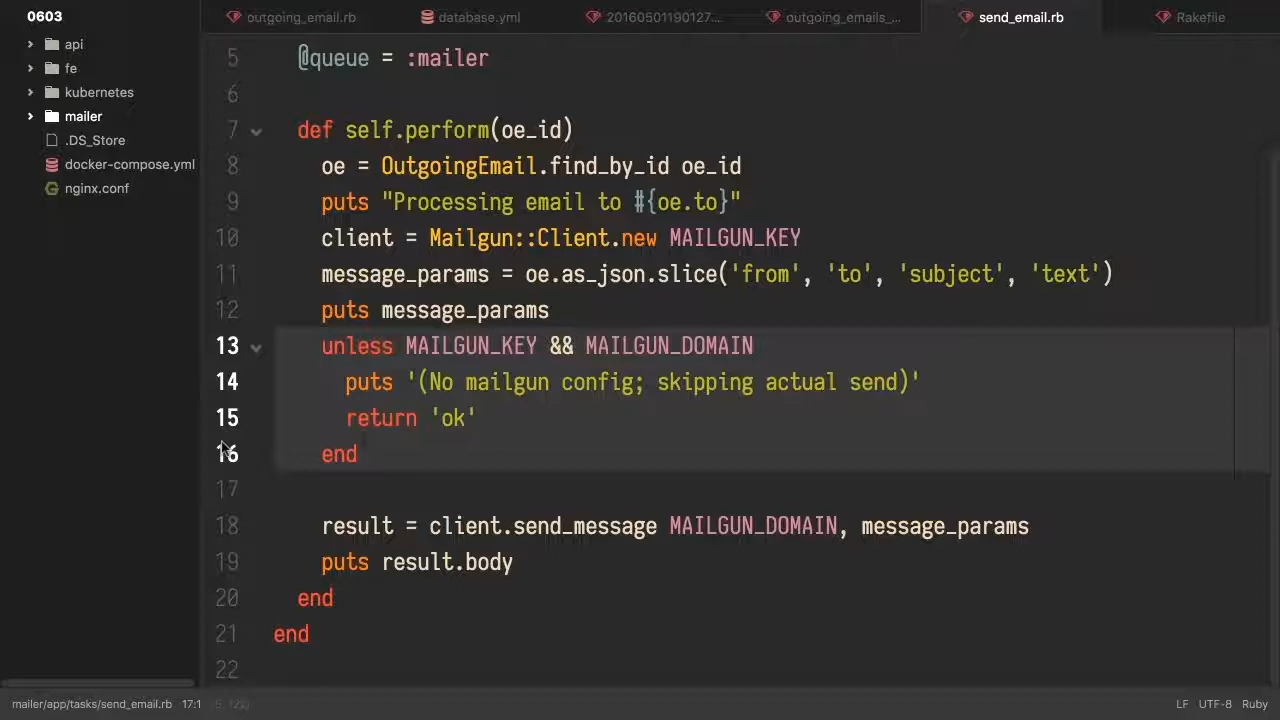 0603
outgoing_email.rb
database.yml
20160501190127...
outgoing_emails_...
send_email.rb
Rakefile
api
fe
kubernetes
mailer
.DS_Store
docker-compose.yml
nginx.conf
5 @queue = :mailer
6
7 def self.perform(oe_id)
8 oe = OutgoingEmail.find_by_id oe_id
9 puts "Processing email to #{oe.to}"
10 client = Mailgun::Client.new MAILGUN_KEY
11 message_params = oe.as_json.slice('from', 'to', 'subject', 'text')
12 puts message_params
13 unless MAILGUN_KEY && MAILGUN_DOMAIN
14 puts '(No mailgun config; skipping actual send)'
15 return 'ok'
16 end
17
18 result = client.send_message MAILGUN_DOMAIN, message_params
19 puts result.body
20 end
21 end
22
mailer/app/tasks/send_email.rb 17:1
LF UTF-8 Ruby